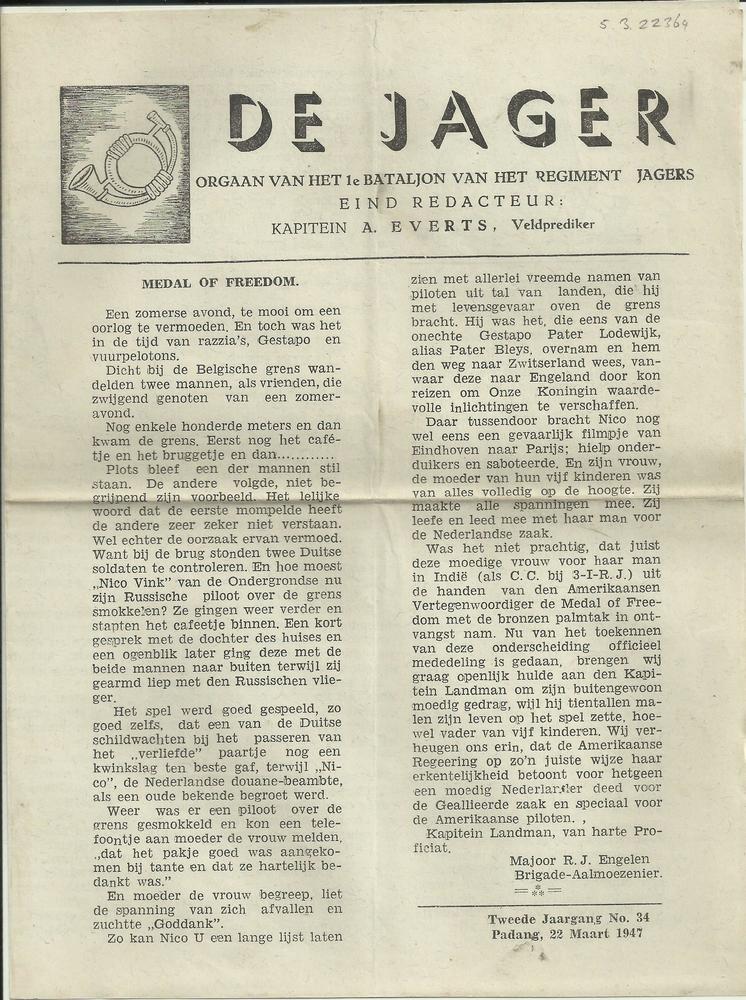 5 3 22364
DE JAGER
ORGAAN VAN HET 1e BATALJON VAN HET REGIMENT JAGERS
EIND REDACTEUR:
KAPITEIN A. EVERTS, Veldprediker
MEDAL OF FREEDOM.
Een zomerse avond, te mooi om een
oorlog te vermoeden. En toch was het
in de tijd van razzia's, Gestapo en
vuurpelotons.
Dicht bij de Belgische grens wan-
delden twee mannen, als vrienden, die
zwijgend genoten van een zomer-
avond.
Nog enkele honderde meters en dan
kwam de grens. Eerst nog het café-
tje en het bruggetje en dan............
Plots bleef een der mannen stil
staan. De andere volgde, niet be-
grijpend zijn voorbeeld. Het lelijke
woord dat de eerste mompelde heeft
de andere zeer zeker niet verstaan.
Wel echter de oorzaak ervan vermoed.
Want bij de brug stonden twee Duitse
soldaten te controleren. En hoe moest
„Nico Vink” van de Ondergrondse nu
zijn Russische piloot over de grens
smokkelen? Ze gingen weer verder en
stapten het cafeetje binnen. Een kort
gesprek met de dochter des huises en
een ogenblik later ging deze met de
beide mannen naar buiten terwijl zij
gearmd liep met den Russischen vlie-
ger.
Het spel werd goed gespeeld, zo
goed zelfs, dat een van de Duitse
schildwachten bij het passeren van
het „verliefde” paartje nog een
kwinkslag ten beste gaf, terwijl „Ni-
co”, de Nederlandse douane-beambte,
als een oude bekende begroet werd.
Weer was er een piloot over de
grens gesmokkeld en kon een tele-
foontje aan moeder de vrouw melden,
„dat het pakje goed was aangeko-
men bij tante en dat ze hartelijk be-
dankt was.”
En moeder de vrouw begreep, liet
de spanning van zich afvallen en
zuchtte „Goddank”.
Zo kan Nico U een lange lijst laten
zien met allerlei vreemde namen van
piloten uit tal van landen, die hij
met levensgevaar oven de grens
bracht. Hij was het, die eens van de
onechte Gestapo Pater Lodewijk,
alias Pater Bleys, overnam en hem
den weg naar Zwitserland wees, van-
waar deze naar Engeland door kon
reizen om Onze Koningin waarde-
volle inlichtingen te verschaffen.
Daar tussendoor bracht Nico nog
wel eens een gevaarlijk filmpje van
Eindhoven naar Parijs; hielp onder-
duikers en saboteerde. En zijn vrouw,
de moeder van hun vijf kinderen was
van alles volledig op de hoogte. Zij
maakte alle spanningen mee. Zij
leefe en leed mee met haar man voor
de Nederlandse zaak.
Was het niet prachtig, dat juist
deze moedige vrouw voor haar man
in Indië (als C. C. bij 3-I-R. J.) uit
de handen van den Amerikaansen
Vertegenwoordiger de Medal of Free-
dom met de bronzen palmtak in ont-
vangst nam. Nu van het toekennen
van deze onderscheiding officieel
mededeling is gedaan, brengen wij
graag openlijk hulde aan den Kapi-
tein Landman om zijn buitengewoon
moedig gedrag, wijl hij tientallen ma-
len zijn leven op het spel zette, hoe-
wel vader van vijf kinderen. Wij ver-
heugen ons erin, dat de Amerikaanse
Regeering op zo'n juiste wijze haar
erkentelijkheid betoont voor hetgeen
een moedig Nederlander deed voor
de Geallieerde zaak en speciaal voor
de Amerikaanse piloten. ,
Kapitein Landman, van harte Pro-
ficiat.
Majoor R. J. Engelen
Brigade-Aalmoezenier.
Tweede Jaargang No. 34
Padang, 22 Maart 1947